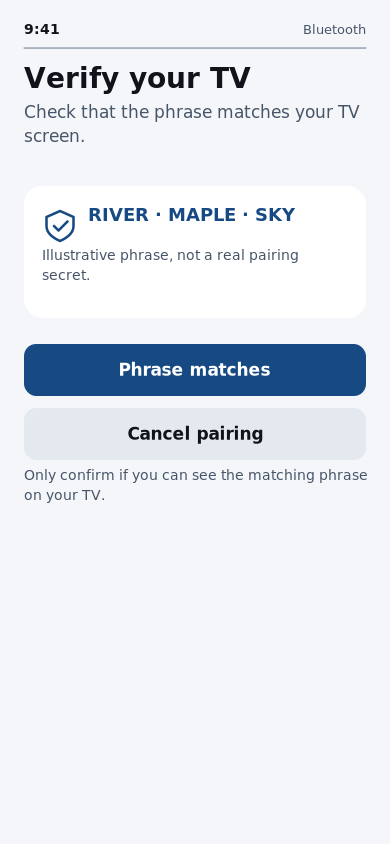 9:41
Bluetooth
Verify your TV
Check that the phrase matches your TV
screen.
RIVER · MAPLE · SKY
Illustrative phrase, not a real pairing
secret.
Phrase matches
Cancel pairing
Only confirm if you can see the matching phrase
on your TV.